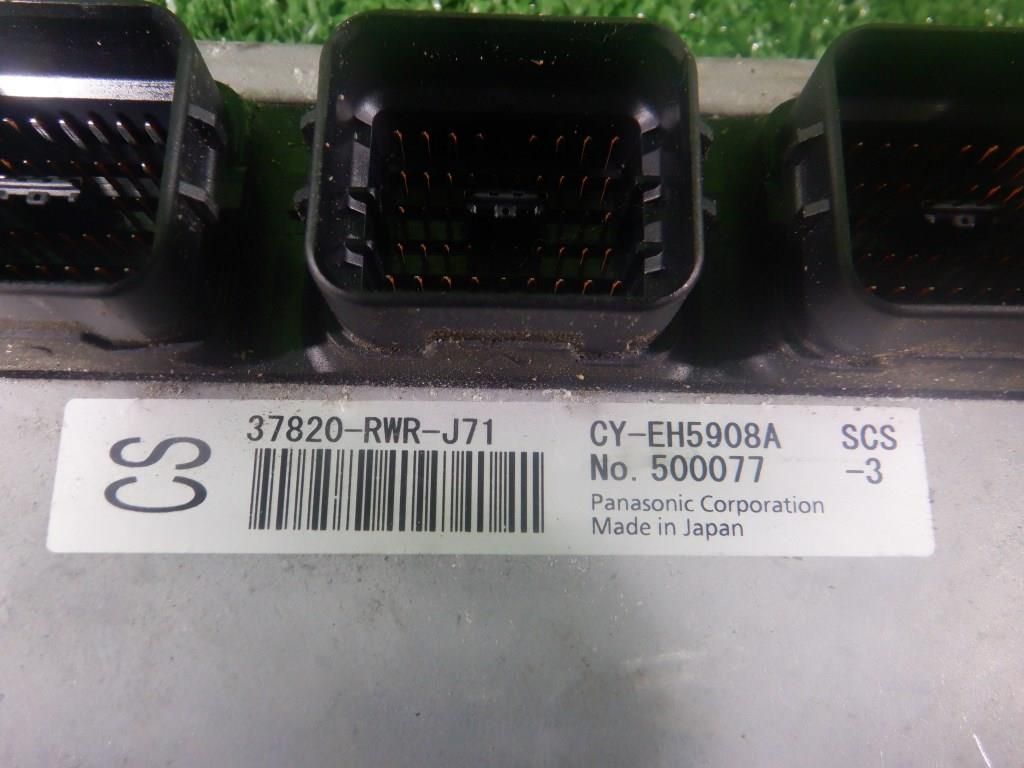 CS
37820-RWR-J71
CY-EH5908A SCS
No. 500077 -3
Panasonic Corporation
Made in Japan